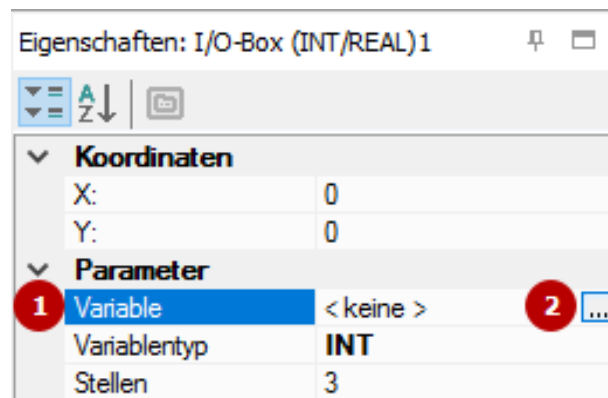 Eigenschaften: I/O-Box (INT/REAL)1
A
Z
Koordinaten
X: 0
Y: 0
Parameter
1 Variable < keine > 2 ...
Variablentyp INT
Stellen 3